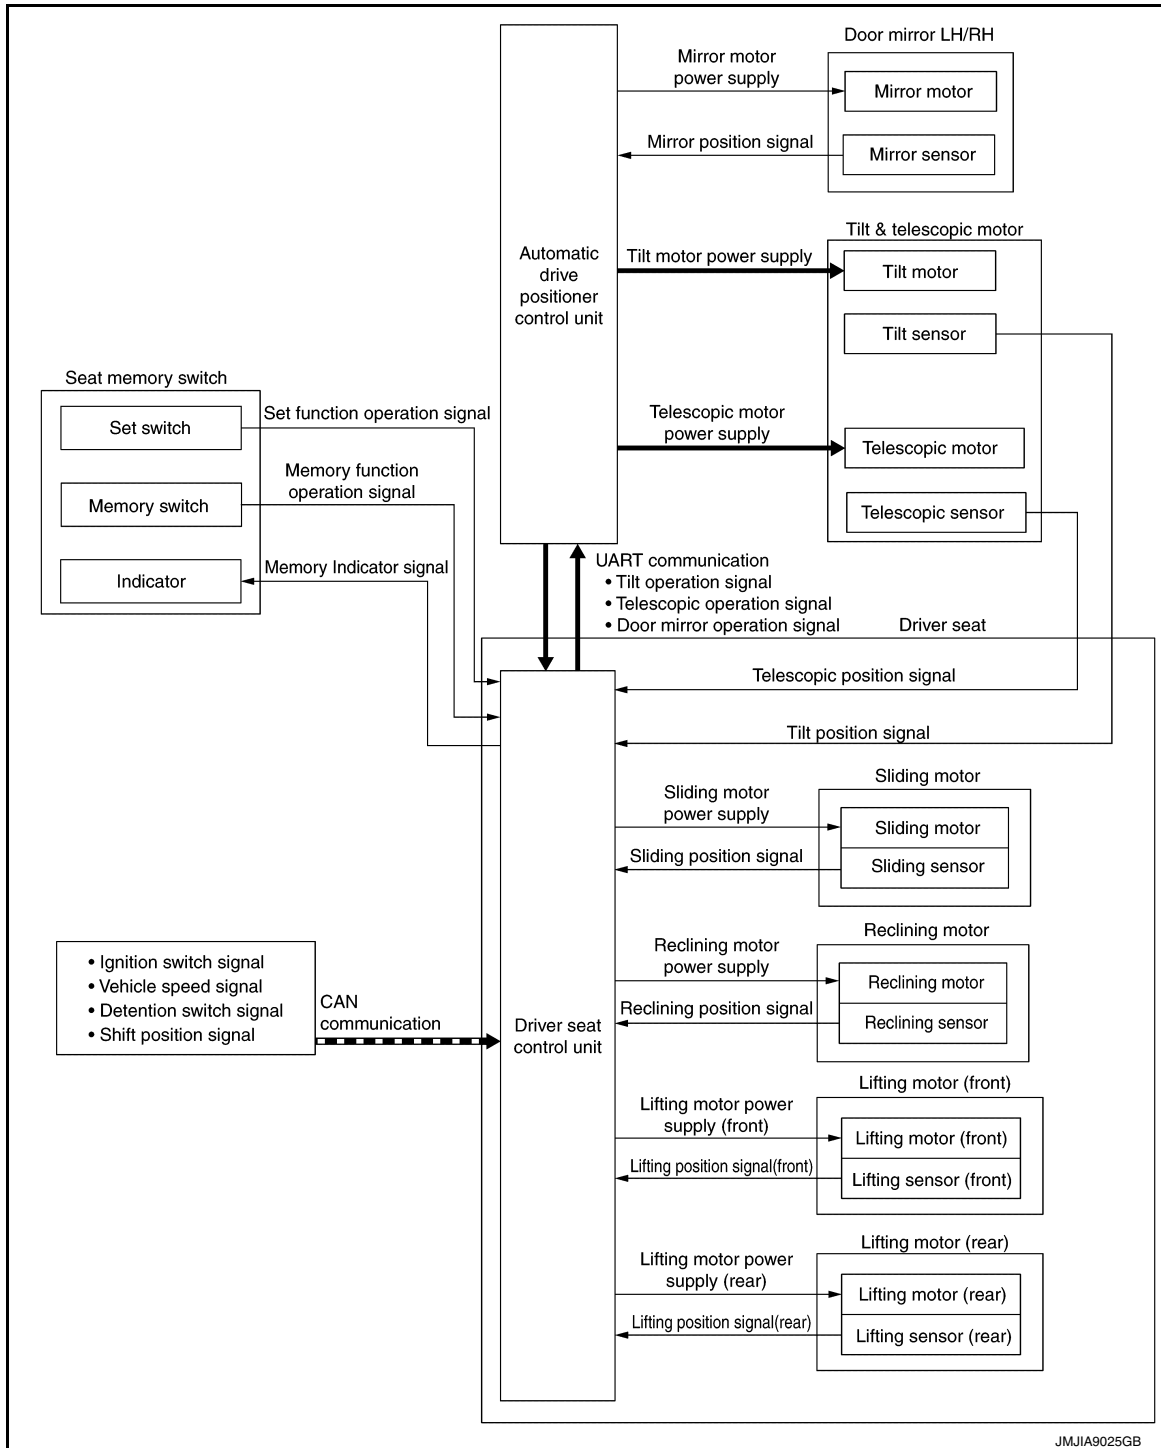 Door mirror LH/RH
Mirror motor
power supply
Mirror motor
Mirror position signal
Mirror sensor
Automatic
drive
positioner
control unit
Tilt & telescopic motor
Tilt motor power supply
Tilt motor
Tilt sensor
Telescopic motor
power supply
Telescopic motor
Telescopic sensor
Seat memory switch
Set switch
Set function operation signal
Memory switch
Memory function
operation signal
Indicator
Memory Indicator signal
UART communication
• Tilt operation signal
• Telescopic operation signal
• Door mirror operation signal
Driver seat
Telescopic position signal
Tilt position signal
Sliding motor
Sliding motor
power supply
Sliding motor
Sliding position signal
Sliding sensor
Reclining motor
Reclining motor
power supply
Reclining motor
Reclining position signal
Reclining sensor
• Ignition switch signal
• Vehicle speed signal
• Detention switch signal
• Shift position signal
CAN
communication
Driver seat
control unit
Lifting motor (front)
Lifting motor power
supply (front)
Lifting motor (front)
Lifting position signal(front)
Lifting sensor (front)
Lifting motor (rear)
Lifting motor power
supply (rear)
Lifting motor (rear)
Lifting position signal(rear)
Lifting sensor (rear)
JMJIA9025GB